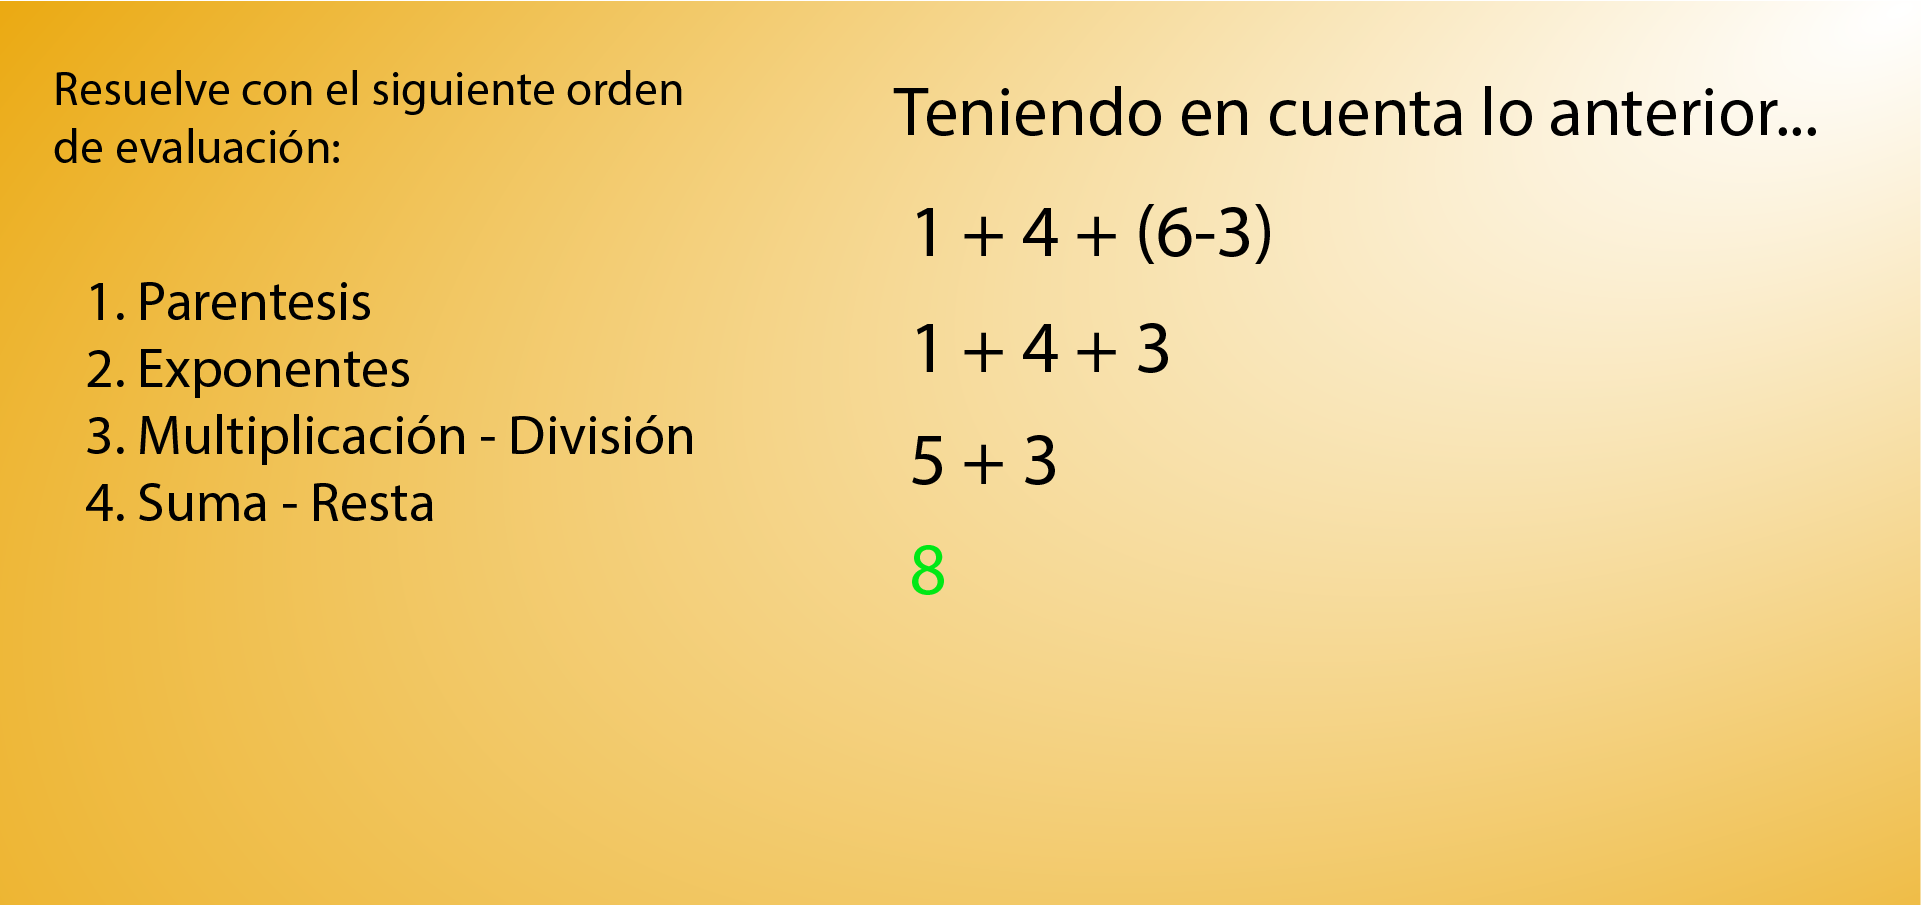 Resuelve con el siguiente orden
de evaluación:
1. Parentesis
2. Exponentes
3. Multiplicación - División
4. Suma - Resta
Teniendo en cuenta lo anterior...
1 + 4 + (6-3)
1 + 4 + 3
5 + 3
8